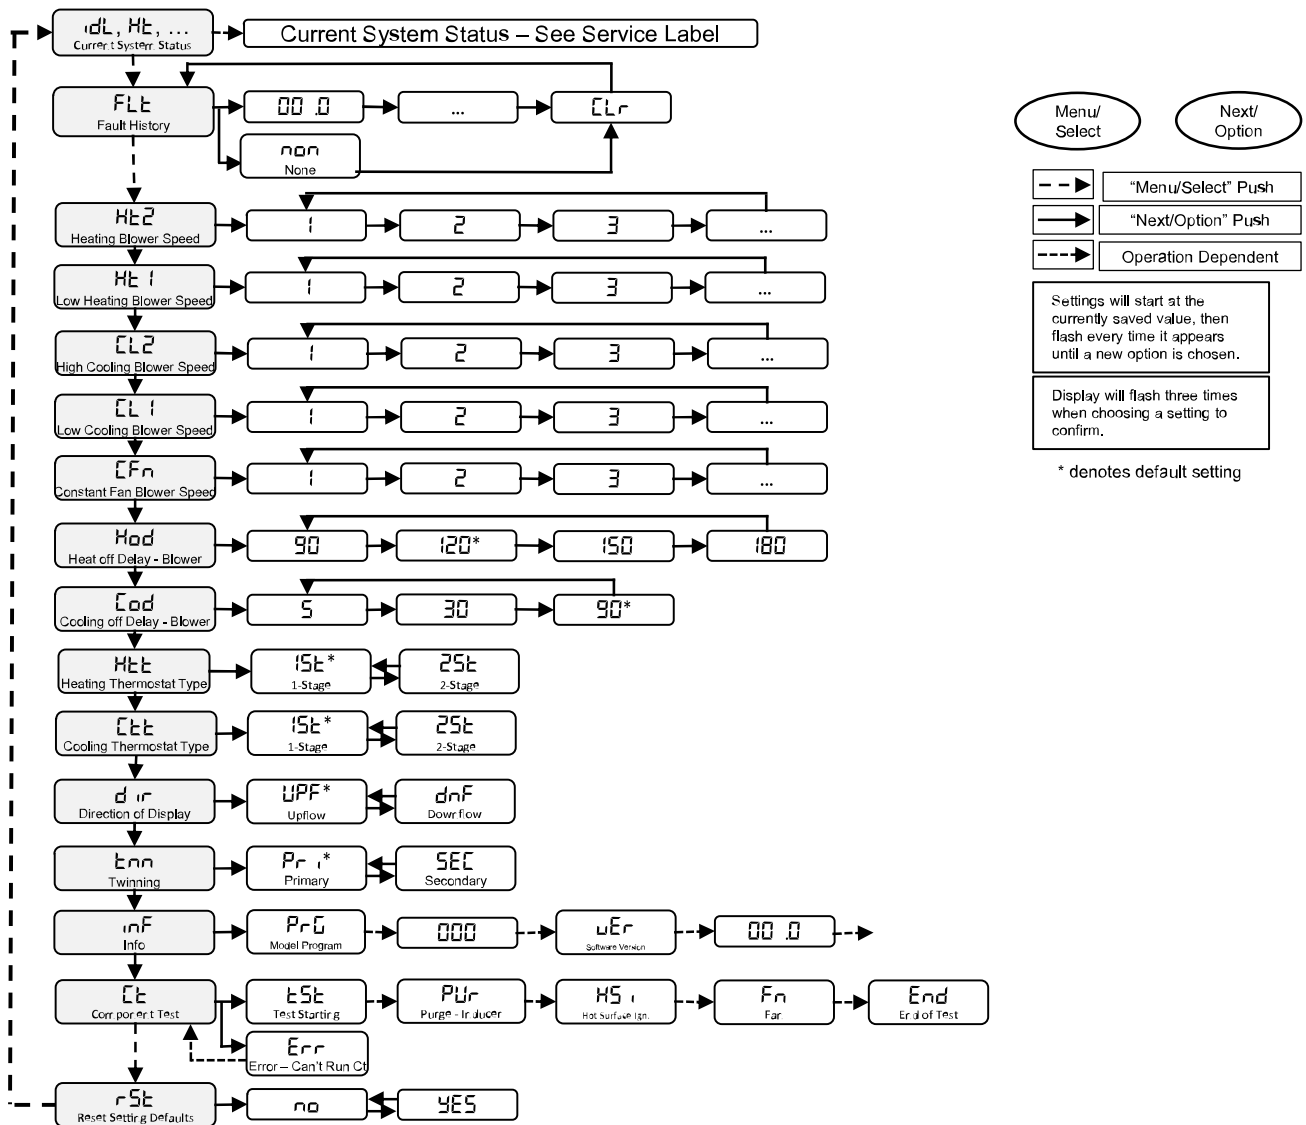 idL, Ht, ...
Current System Status
Current System Status – See Service Label
FLt
Fault History
00 .0
...
CLr
non
None
Ht2
Heating Blower Speed
1
2
3
...
Ht1
Low Heating Blower Speed
1
2
3
...
CL2
High Cooling Blower Speed
1
2
3
...
CL1
Low Cooling Blower Speed
1
2
3
...
CFn
Constant Fan Blower Speed
1
2
3
...
Hod
Heat off Delay - Blower
90
120*
150
180
Cod
Cooling off Delay - Blower
5
30
90*
Htt
Heating Thermostat Type
1St*
1-Stage
2St
2-Stage
Ctt
Cooling Thermostat Type
1St*
1-Stage
2St
2-Stage
dir
Direction of Display
UPF*
Upflow
dnF
Downflow
tnn
Twinning
Pri*
Primary
SEC
Secondary
inF
Info
PrG
Model Program
000
vEr
Software Version
00 .0
Ct
Component Test
tSt
Test Starting
PUr
Purge - Inducer
HSi
Hot Surface Ign.
Fn
Fan
End
End of Test
Err
Error – Can't Run Ct
rSt
Reset Setting Defaults
no
YES
Menu/
Select
Next/
Option
“Menu/Select” Push
“Next/Option” Push
Operation Dependent
Settings will start at the
currently saved value, then
flash every time it appears
until a new option is chosen.
Display will flash three times
when choosing a setting to
confirm.
* denotes default setting